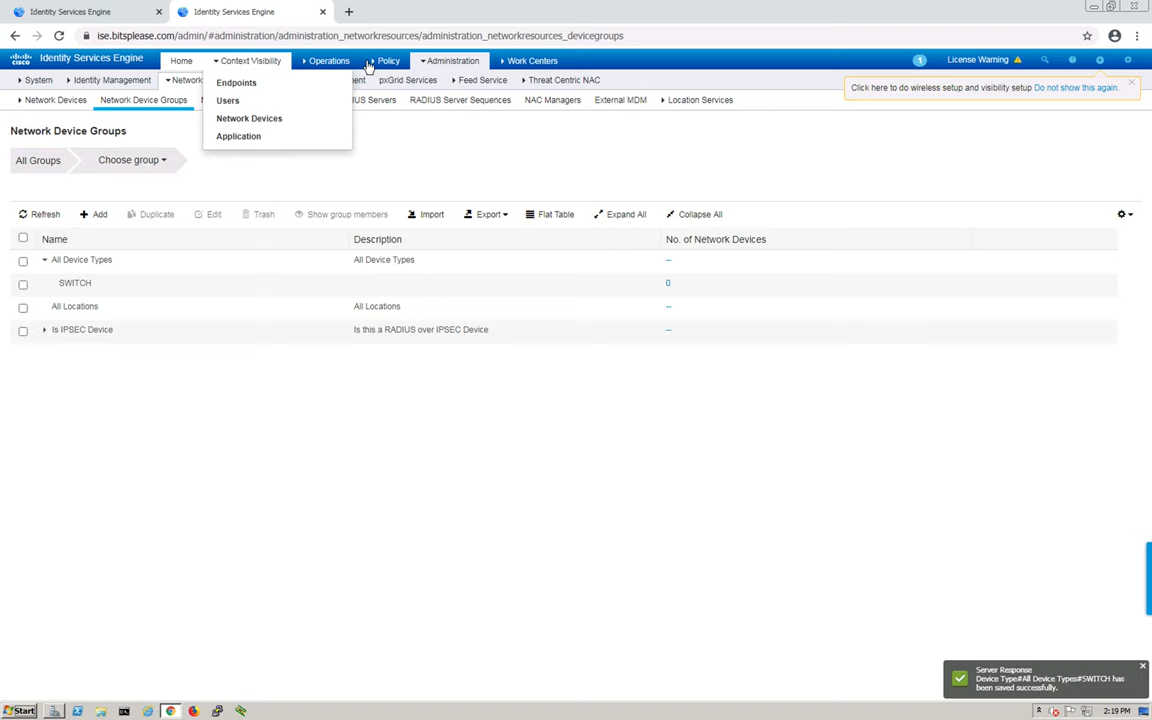 Identity Services Engine
Identity Services Engine
ise.bitsplease.com/admin/#administration/administration_networkresources/administration_networkresources_devicegroups
cisco Identity Services Engine Home Context Visibility Operations Policy Administration Work Centers License Warning 1
System Identity Management Network ent pxGrid Services Feed Service Threat Centric NAC
Click here to do wireless setup and visibility setup Do not show this again.
Network Devices Network Device Groups IUS Servers RADIUS Server Sequences NAC Managers External MDM Location Services
Endpoints
Users
Network Devices
Application
Network Device Groups
All Groups Choose group
Refresh Add Duplicate Edit Trash Show group members Import Export Flat Table Expand All Collapse All
Name Description No. of Network Devices
All Device Types All Device Types --
SWITCH 0
All Locations All Locations --
Is IPSEC Device Is this a RADIUS over IPSEC Device --
Server Response
Device Type#All Device Types#SWITCH has
been saved successfully.
Start 2:19 PM